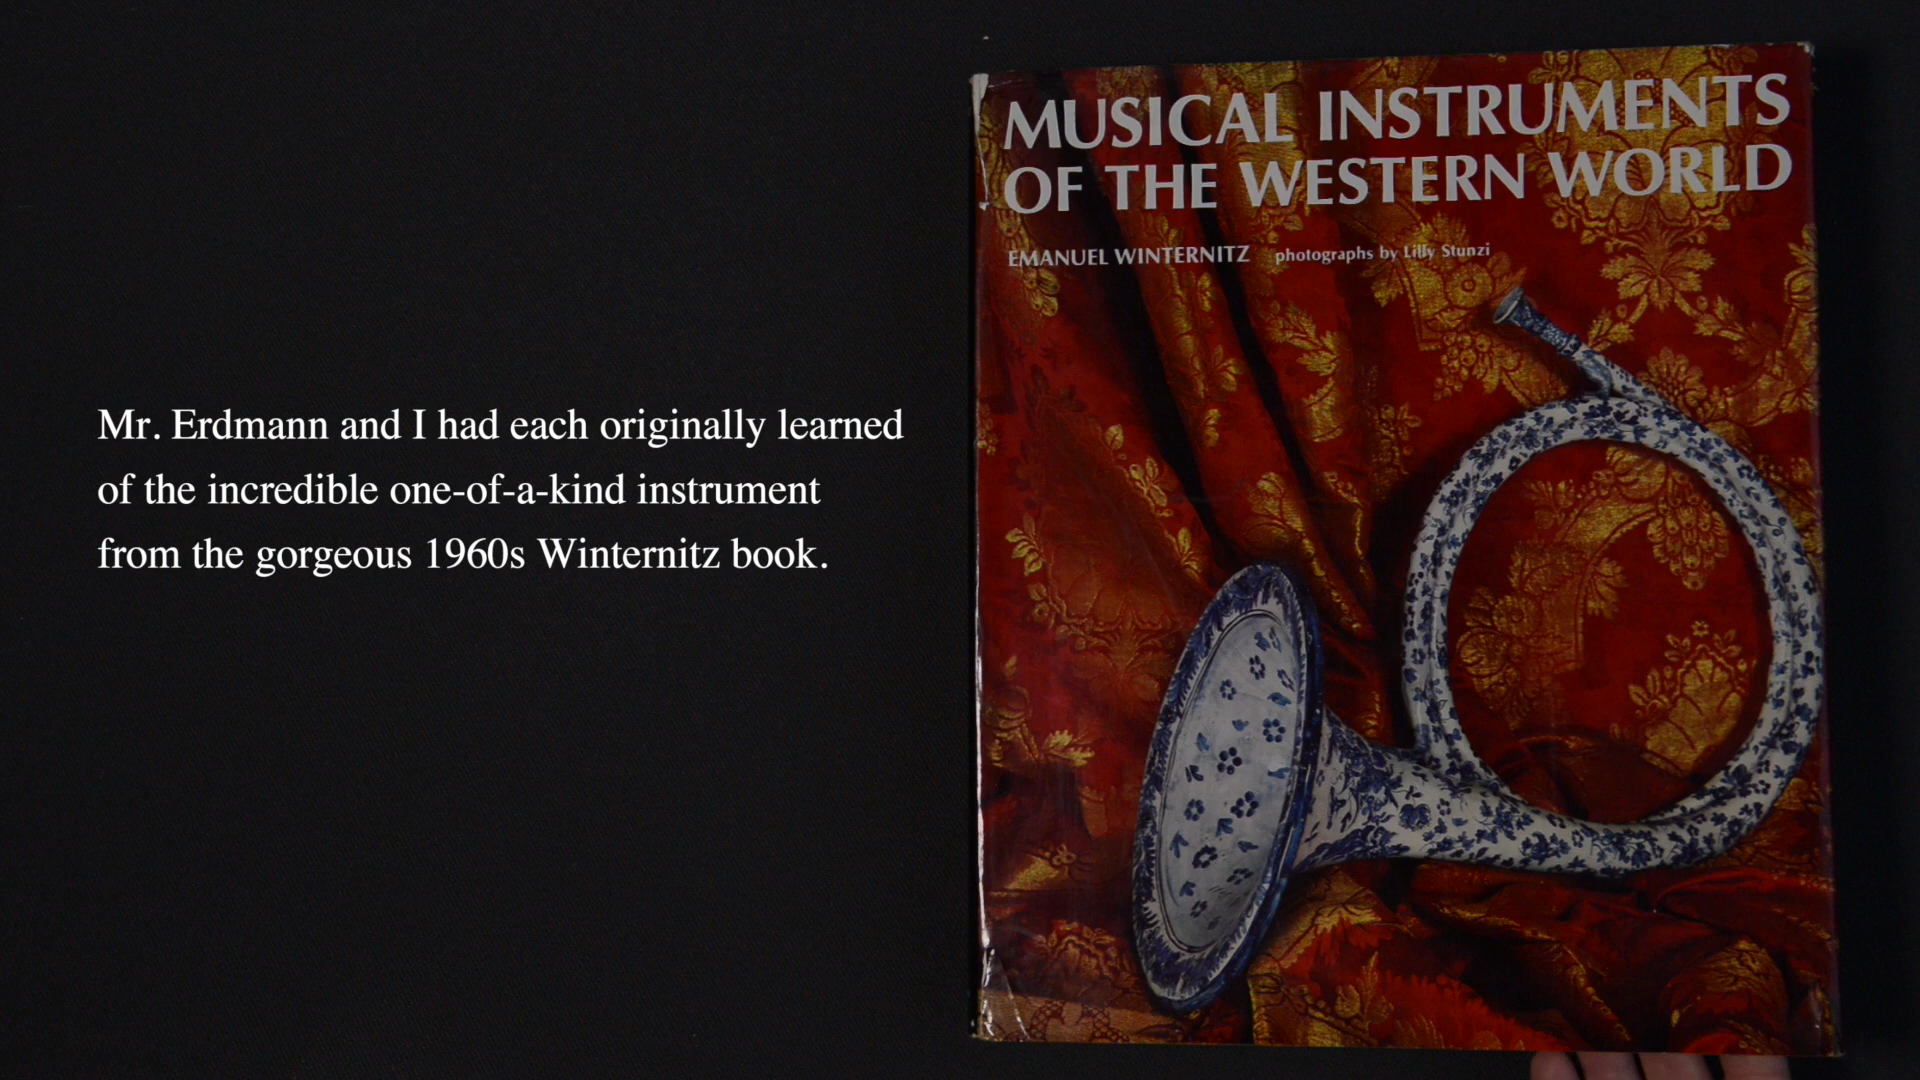 Mr. Erdmann and I had each originally learned
of the incredible one-of-a-kind instrument
from the gorgeous 1960s Winternitz book.
MUSICAL INSTRUMENTS
OF THE WESTERN WORLD
EMANUEL WINTERNITZ photographs by Lilly Stunzi